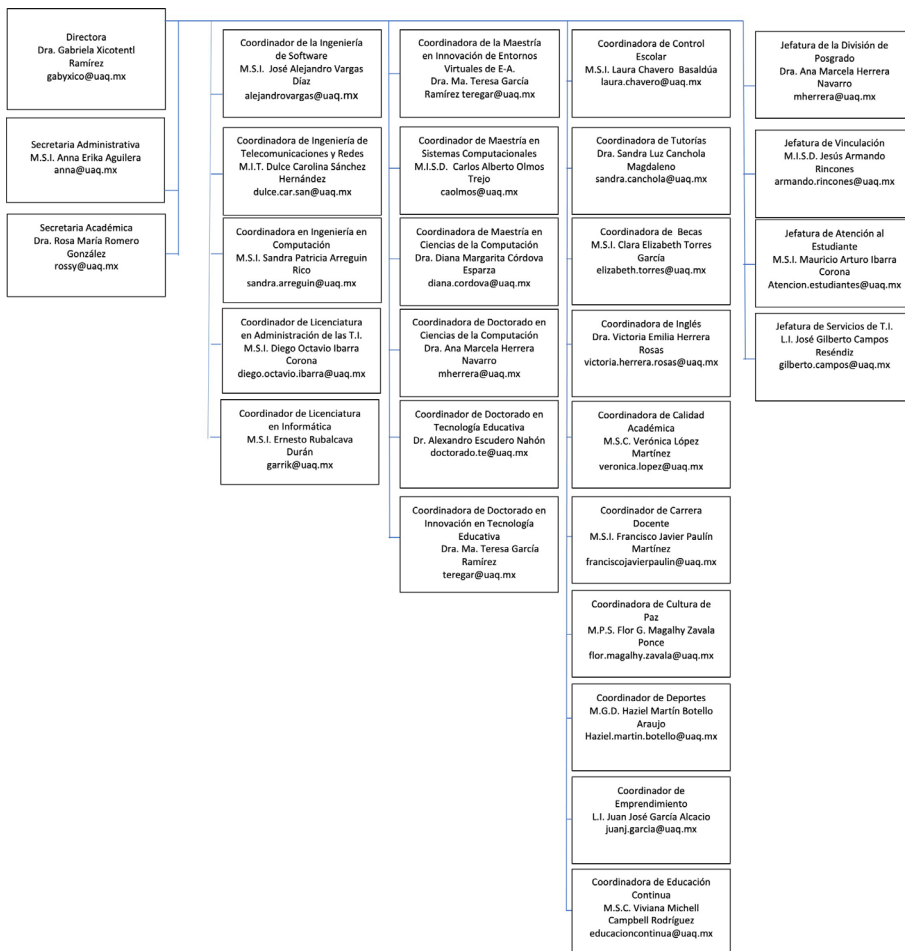 Directora
Dra. Gabriela Xicotentl
Ramírez
gabyxico@uaq.mx
Secretaria Administrativa
M.S.I. Anna Erika Aguilera
anna@uaq.mx
Secretaria Académica
Dra. Rosa María Romero
González
rossy@uaq.mx
Coordinador de la Ingeniería
de Software
M.S.I. José Alejandro Vargas
Díaz
alejandrovargas@uaq.mx
Coordinadora de Ingeniería de
Telecomunicaciones y Redes
M.I.T. Dulce Carolina Sánchez
Hernández
dulce.car.san@uaq.mx
Coordinadora en Ingeniería en
Computación
M.S.I. Sandra Patricia Arreguin
Rico
sandra.arreguin@uaq.mx
Coordinador de Licenciatura
en Administración de las T.I.
M.S.I. Diego Octavio Ibarra
Corona
diego.octavio.ibarra@uaq.mx
Coordinador de Licenciatura
en Informática
M.S.I. Ernesto Rubalcava
Durán
garrik@uaq.mx
Coordinadora de la Maestría
en Innovación de Entornos
Virtuales de E-A.
Dra. Ma. Teresa García
Ramírez teregar@uaq.mx
Coordinador de Maestría en
Sistemas Computacionales
M.I.S.D. Carlos Alberto Olmos
Trejo
caolmos@uaq.mx
Coordinadora de Maestría en
Ciencias de la Computación
Dra. Diana Margarita Córdova
Esparza
diana.cordova@uaq.mx
Coordinadora de Doctorado en
Ciencias de la Computación
Dra. Ana Marcela Herrera
Navarro
mherrera@uaq.mx
Coordinador de Doctorado en
Tecnología Educativa
Dr. Alexandro Escudero Nahón
doctorado.te@uaq.mx
Coordinadora de Doctorado en
Innovación en Tecnología
Educativa
Dra. Ma. Teresa García
Ramírez
teregar@uaq.mx
Coordinadora de Control
Escolar
M.S.I. Laura Chavero Basaldúa
laura.chavero@uaq.mx
Coordinadora de Tutorías
Dra. Sandra Luz Canchola
Magdaleno
sandra.canchola@uaq.mx
Coordinadora de Becas
M.S.I. Clara Elizabeth Torres
García
elizabeth.torres@uaq.mx
Coordinadora de Inglés
Dra. Victoria Emilia Herrera
Rosas
victoria.herrera.rosas@uaq.mx
Coordinadora de Calidad
Académica
M.S.C. Verónica López
Martínez
veronica.lopez@uaq.mx
Coordinador de Carrera
Docente
M.S.I. Francisco Javier Paulín
Martínez
franciscojavierpaulin@uaq.mx
Coordinadora de Cultura de
Paz
M.P.S. Flor G. Magalhy Zavala
Ponce
flor.magalhy.zavala@uaq.mx
Coordinador de Deportes
M.G.D. Haziel Martín Botello
Araujo
Haziel.martin.botello@uaq.mx
Coordinador de
Emprendimiento
L.I. Juan José García Alcacio
juanj.garcia@uaq.mx
Coordinadora de Educación
Continua
M.S.C. Viviana Michell
Campbell Rodríguez
educacioncontinua@uaq.mx
Jefatura de la División de
Posgrado
Dra. Ana Marcela Herrera
Navarro
mherrera@uaq.mx
Jefatura de Vinculación
M.I.S.D. Jesús Armando
Rincones
armando.rincones@uaq.mx
Jefatura de Atención al
Estudiante
M.S.I. Mauricio Arturo Ibarra
Corona
Atencion.estudiantes@uaq.mx
Jefatura de Servicios de T.I.
L.I. José Gilberto Campos
Reséndiz
gilberto.campos@uaq.mx